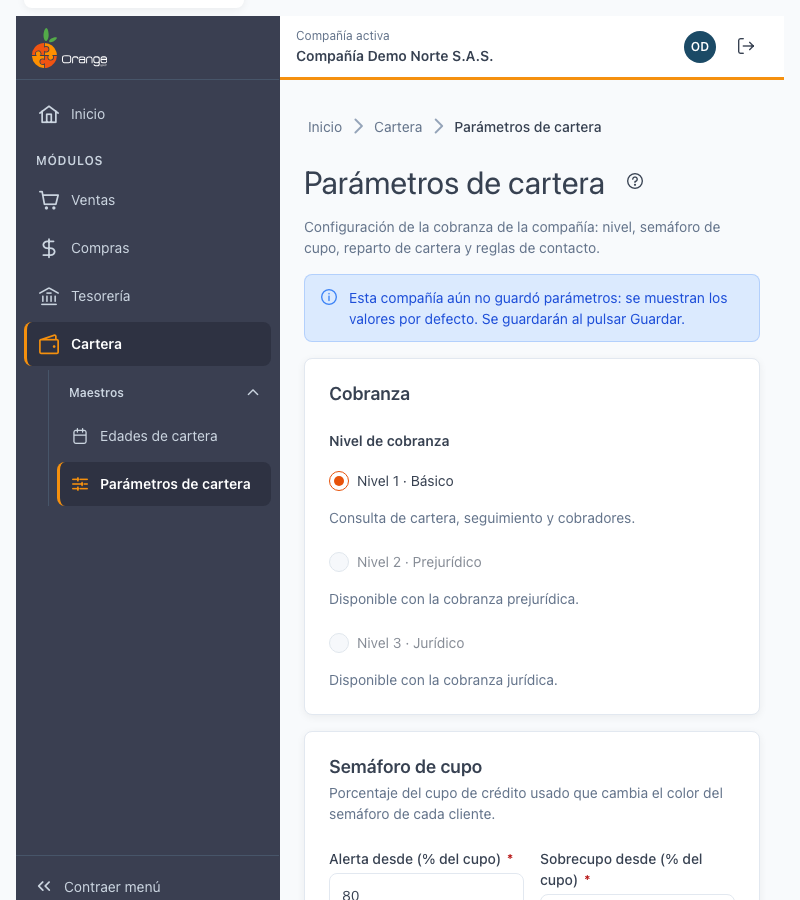 Orange
Inicio
MÓDULOS
Ventas
Compras
Tesorería
Cartera
Maestros
Edades de cartera
Parámetros de cartera
Contraer menú
Compañía activa
Compañía Demo Norte S.A.S.
OD
Inicio
Cartera
Parámetros de cartera
Parámetros de cartera
Configuración de la cobranza de la compañía: nivel, semáforo de
cupo, reparto de cartera y reglas de contacto.
Esta compañía aún no guardó parámetros: se muestran los
valores por defecto. Se guardarán al pulsar Guardar.
Cobranza
Nivel de cobranza
Nivel 1 · Básico
Consulta de cartera, seguimiento y cobradores.
Nivel 2 · Prejurídico
Disponible con la cobranza prejurídica.
Nivel 3 · Jurídico
Disponible con la cobranza jurídica.
Semáforo de cupo
Porcentaje del cupo de crédito usado que cambia el color del
semáforo de cada cliente.
Alerta desde (% del cupo) *
80
Sobrecupo desde (% del
cupo) *